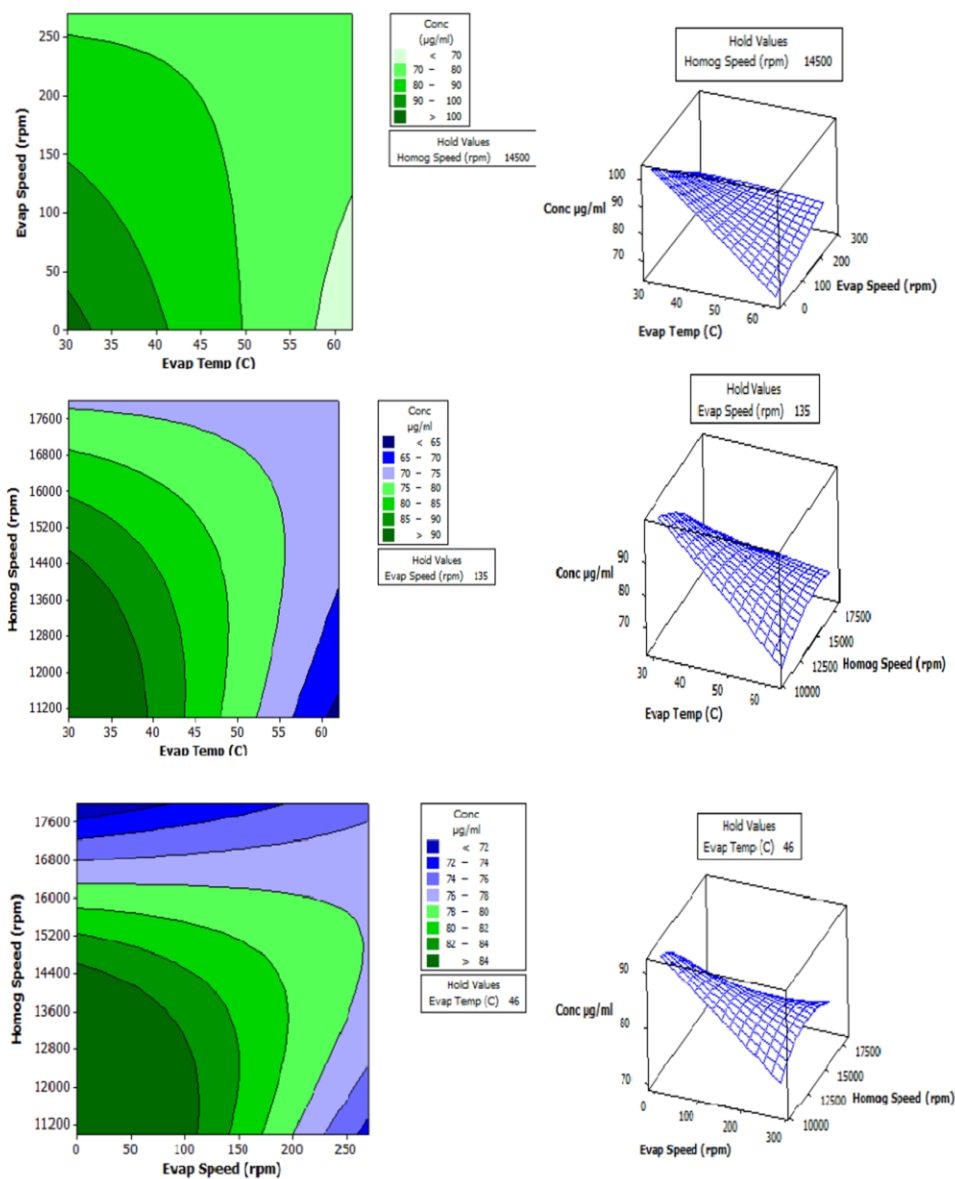 Conc
(µg/ml)
< 70
70 – 80
80 – 90
90 – 100
> 100
Hold Values
Homog Speed (rpm) 14500
250
200
150
100
50
0
Evap Speed (rpm)
30 35 40 45 50 55 60
Evap Temp (C)
Hold Values
Homog Speed (rpm) 14500
Conc µg/ml
100
90
80
70
30 40 50 60
Evap Temp (C)
0 100 200 300
Evap Speed (rpm)
Conc
µg/ml
< 65
65 – 70
70 – 75
75 – 80
80 – 85
85 – 90
> 90
Hold Values
Evap Speed (rpm) 135
17600
16800
16000
15200
14400
13600
12800
12000
11200
Homog Speed (rpm)
30 35 40 45 50 55 60
Evap Temp (C)
Hold Values
Evap Speed (rpm) 135
Conc µg/ml
90
80
70
30 40 50 60
Evap Temp (C)
10000 12500 15000 17500
Homog Speed (rpm)
Conc
µg/ml
< 72
72 – 74
74 – 76
76 – 78
78 – 80
80 – 82
82 – 84
> 84
Hold Values
Evap Temp (C) 46
17600
16800
16000
15200
14400
13600
12800
12000
11200
Homog Speed (rpm)
0 50 100 150 200 250
Evap Speed (rpm)
Hold Values
Evap Temp (C) 46
Conc µg/ml
90
80
70
0 100 200 300
Evap Speed (rpm)
10000 12500 15000 17500
Homog Speed (rpm)